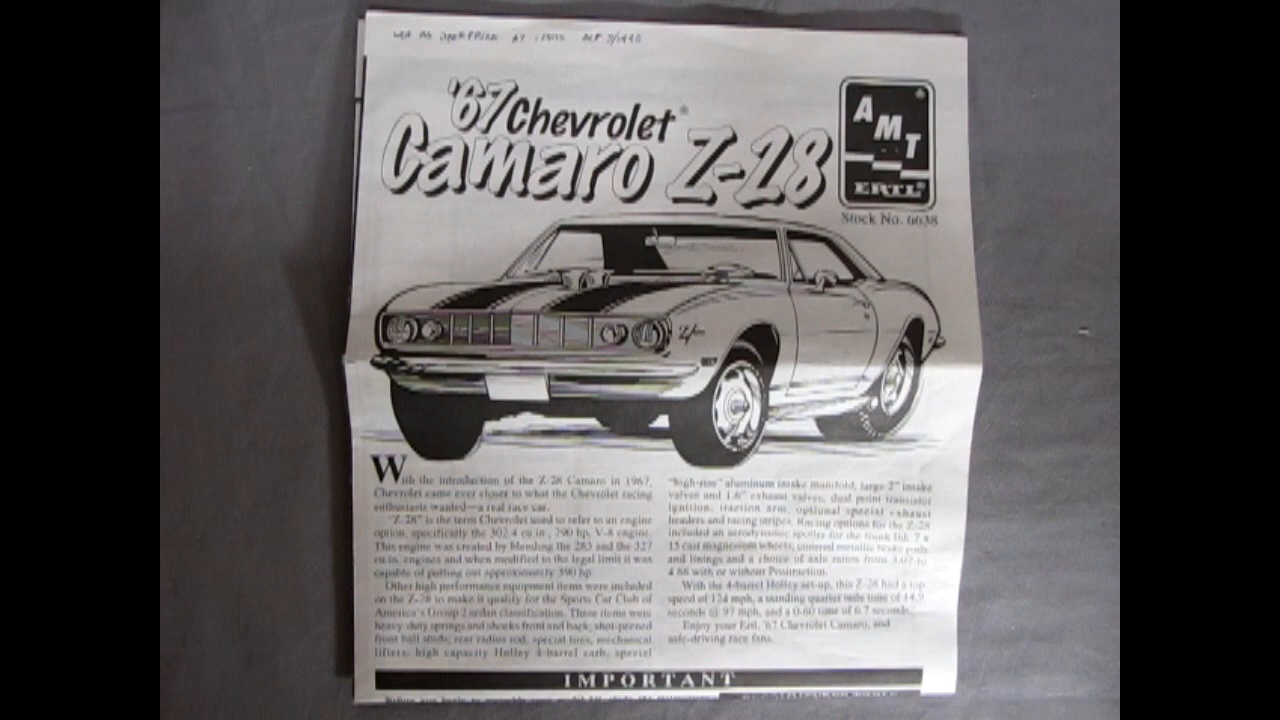 '67 Chevrolet®
Camaro Z-28
AMT
ERTL®
Stock No. 6638
With the introduction of the Z-28 Camaro in 1967,
Chevrolet came ever closer to what the Chevrolet racing
enthusiasts wanted—a real race car.
"Z-28" is the term Chevrolet used to refer to an engine
option, specifically the 302.4 cu.in., 290 hp, V-8 engine.
This engine was created by blending the 283 and the 327
cu.in. engines and when modified to the legal limit it was
capable of putting out approximately 390 hp.
Other high performance equipment items were included
on the Z-28 to make it qualify for the Sports Car Club of
America's Group 2 sedan classification. These items were
heavy duty springs and shocks front and back, shot-peened
front ball studs, rear radius rod, special tires, mechanical
lifters, high capacity Holley 4-barrel carb, special
"high-rise" aluminum intake manifold, large 2" intake
valves and 1.6" exhaust valves, dual point transistor
ignition, traction arm, optional special exhaust
headers and racing stripes. Racing options for the Z-28
included an aerodynamic spoiler for the trunk lid, 7 x
15 cast magnesium wheels, metallic brake pads
and linings and a choice of axle ratios from 3.07 to
4.88 with or without Positraction.
With the 4-barrel Holley set-up, this Z-28 had a top
speed of 124 mph, a standing quarter mile time of 14.9
seconds @ 97 mph, and a 0-60 time of 6.7 seconds.
Enjoy your Ertl, '67 Chevrolet Camaro, and
safe-driving race fans.
IMPORTANT